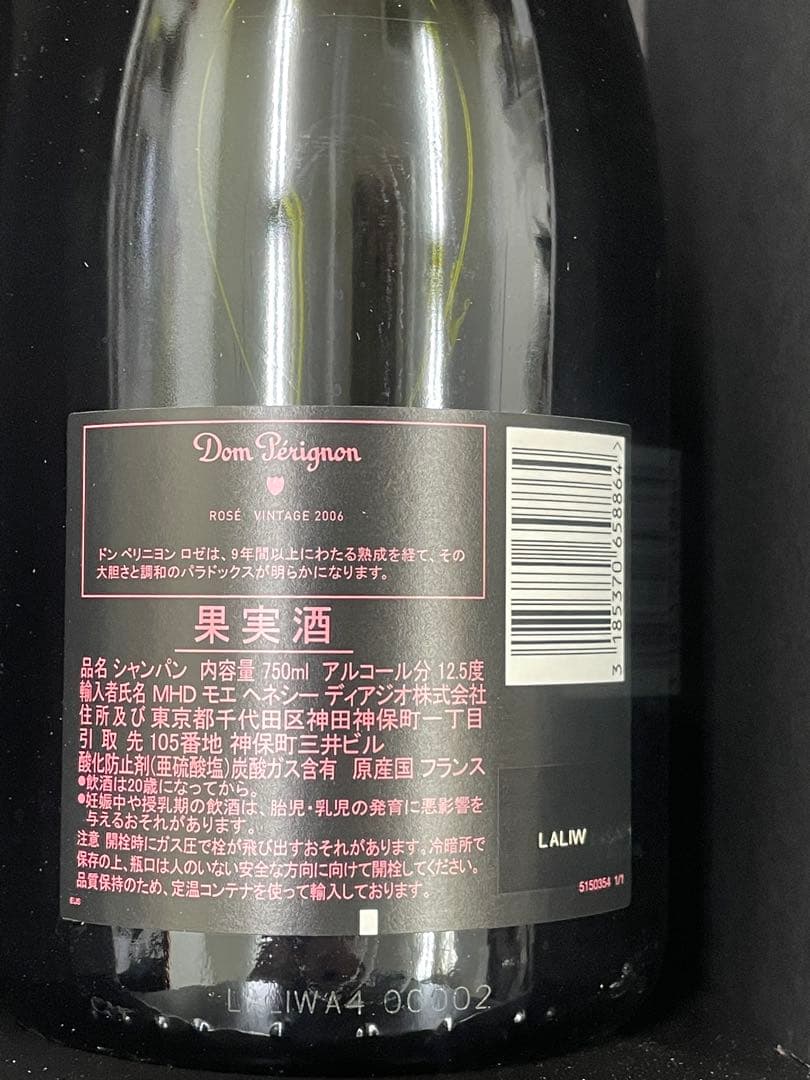 Dom Pérignon
ROSÉ VINTAGE 2006
ドン ペリニヨン ロゼは、9年間以上にわたる熟成を経て、その
大胆さと調和のパラドックスが明らかになります。
果実酒
品名 シャンパン 内容量 750ml アルコール分 12.5度
輸入者氏名 MHD モエ ヘネシー ディアジオ株式会社
住所及び 東京都千代田区神田神保町一丁目
引取先 105番地 神保町三井ビル
酸化防止剤(亜硫酸塩)炭酸ガス含有 原産国 フランス
●飲酒は20歳になってから。
●妊娠中や授乳期の飲酒は、胎児・乳児の発育に悪影響を
与えるおそれがあります。
注意 開栓時にガス圧で栓が飛び出すおそれがあります。冷暗所で
保存の上、瓶口は人のいない安全な方向に向けて開栓してください。
品質保持のため、定温コンテナを使って輸入しております。
3 185370 658864 >
LALIW
5150354 1/1
LALIWA4 00002